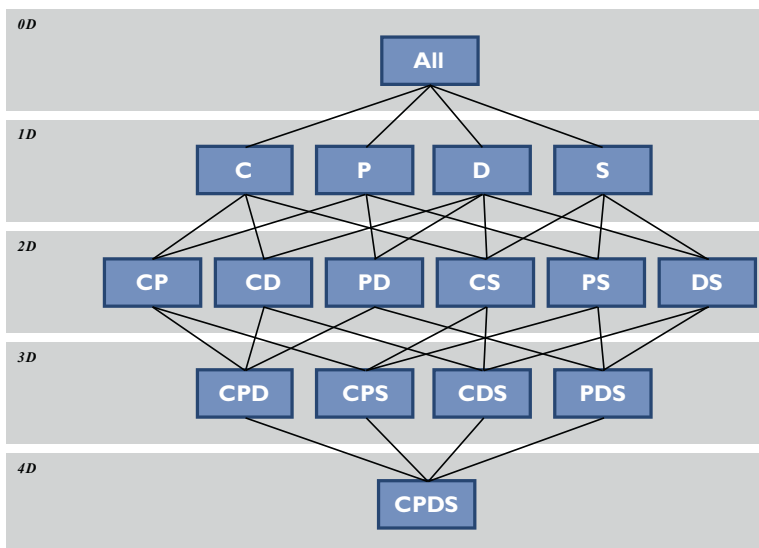 0D
All
1D
C P D S
2D
CP CD PD CS PS DS
3D
CPD CPS CDS PDS
4D
CPDS